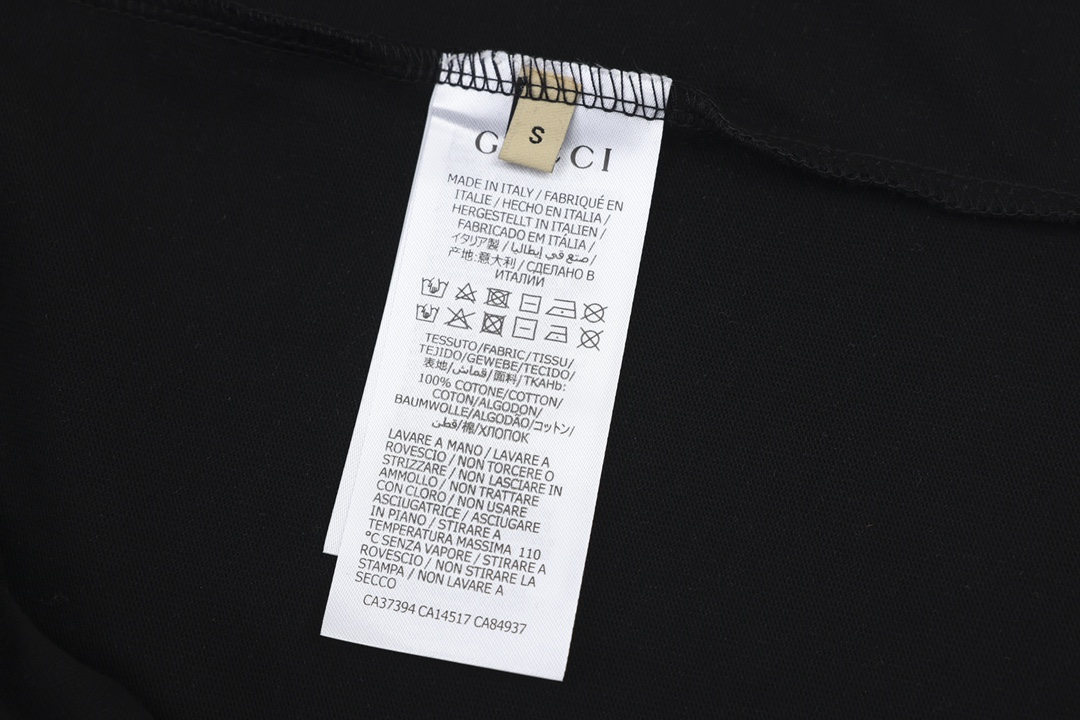 S
G CCI
MADE IN ITALY / FABRIQUÉ EN
ITALIE / HECHO EN ITALIA /
HERGESTELLT IN ITALIEN /
FABRICADO EM ITÁLIA /
イタリア製 / صنع في إيطاليا /
产地:意大利 / СДЕЛАНО В
ИТАЛИИ
TESSUTO/FABRIC/TISSU/
TEJIDO/GEWEBE/TECIDO/
表地/قماش/面料/TKAHb:
100% COTONE/COTTON/
COTON/ALGODON/
BAUMWOLLE/ALGODÃO/コットン/
قطن/棉/ХЛОПОК
LAVARE A MANO / LAVARE A
ROVESCIO / NON TORCERE O
STRIZZARE / NON LASCIARE IN
AMMOLLO / NON TRATTARE
CON CLORO / NON USARE
ASCIUGATRICE / ASCIUGARE
IN PIANO / STIRARE A
TEMPERATURA MASSIMA 110
°C SENZA VAPORE / STIRARE A
ROVESCIO / NON STIRARE LA
STAMPA / NON LAVARE A
SECCO
CA37394 CA14517 CA84937